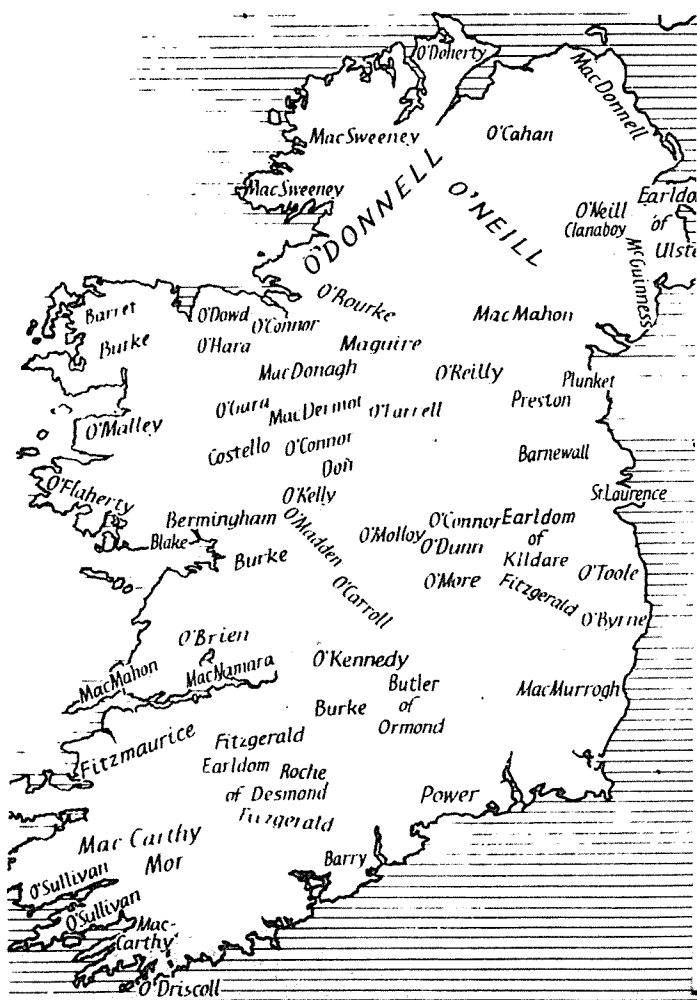 O'Doherty
MacDonnell
MacSweeney
O'Cahan
MacSweeney
O'DONNELL
O'NEILL
O'Neill
Clanaboy
Earldo
of
Ulste
McGuinness
O'Rourke
MacMahon
Barret
Burke
O'Dowd
O'Connor
O'Hara
Maguire
MacDonagh
O'Reilly
Plunket
Preston
O'Gara
MacDermot
O'Farrell
O'Malley
Costello
O'Connor
Don
Barnewall
O'Flaherty
O'Kelly
St.Laurence
Bermingham
Blake
Burke
O'Madden
O'Molloy
O'Connor
O'Dunn
Earldom
of
Kildare
Fitzgerald
O'More
O'Toole
O'Byrne
O'Carroll
O'Brien
MacNamara
MacMahon
O'Kennedy
Butler
of
Ormond
Burke
MacMurrogh
Fitzmaurice
Fitzgerald
Earldom
of Desmond
Roche
Fitzgerald
Power
Mac Carthy
Mor
Barry
O'Sullivan
O'Sullivan
Mac-
Carthy
O'Driscoll